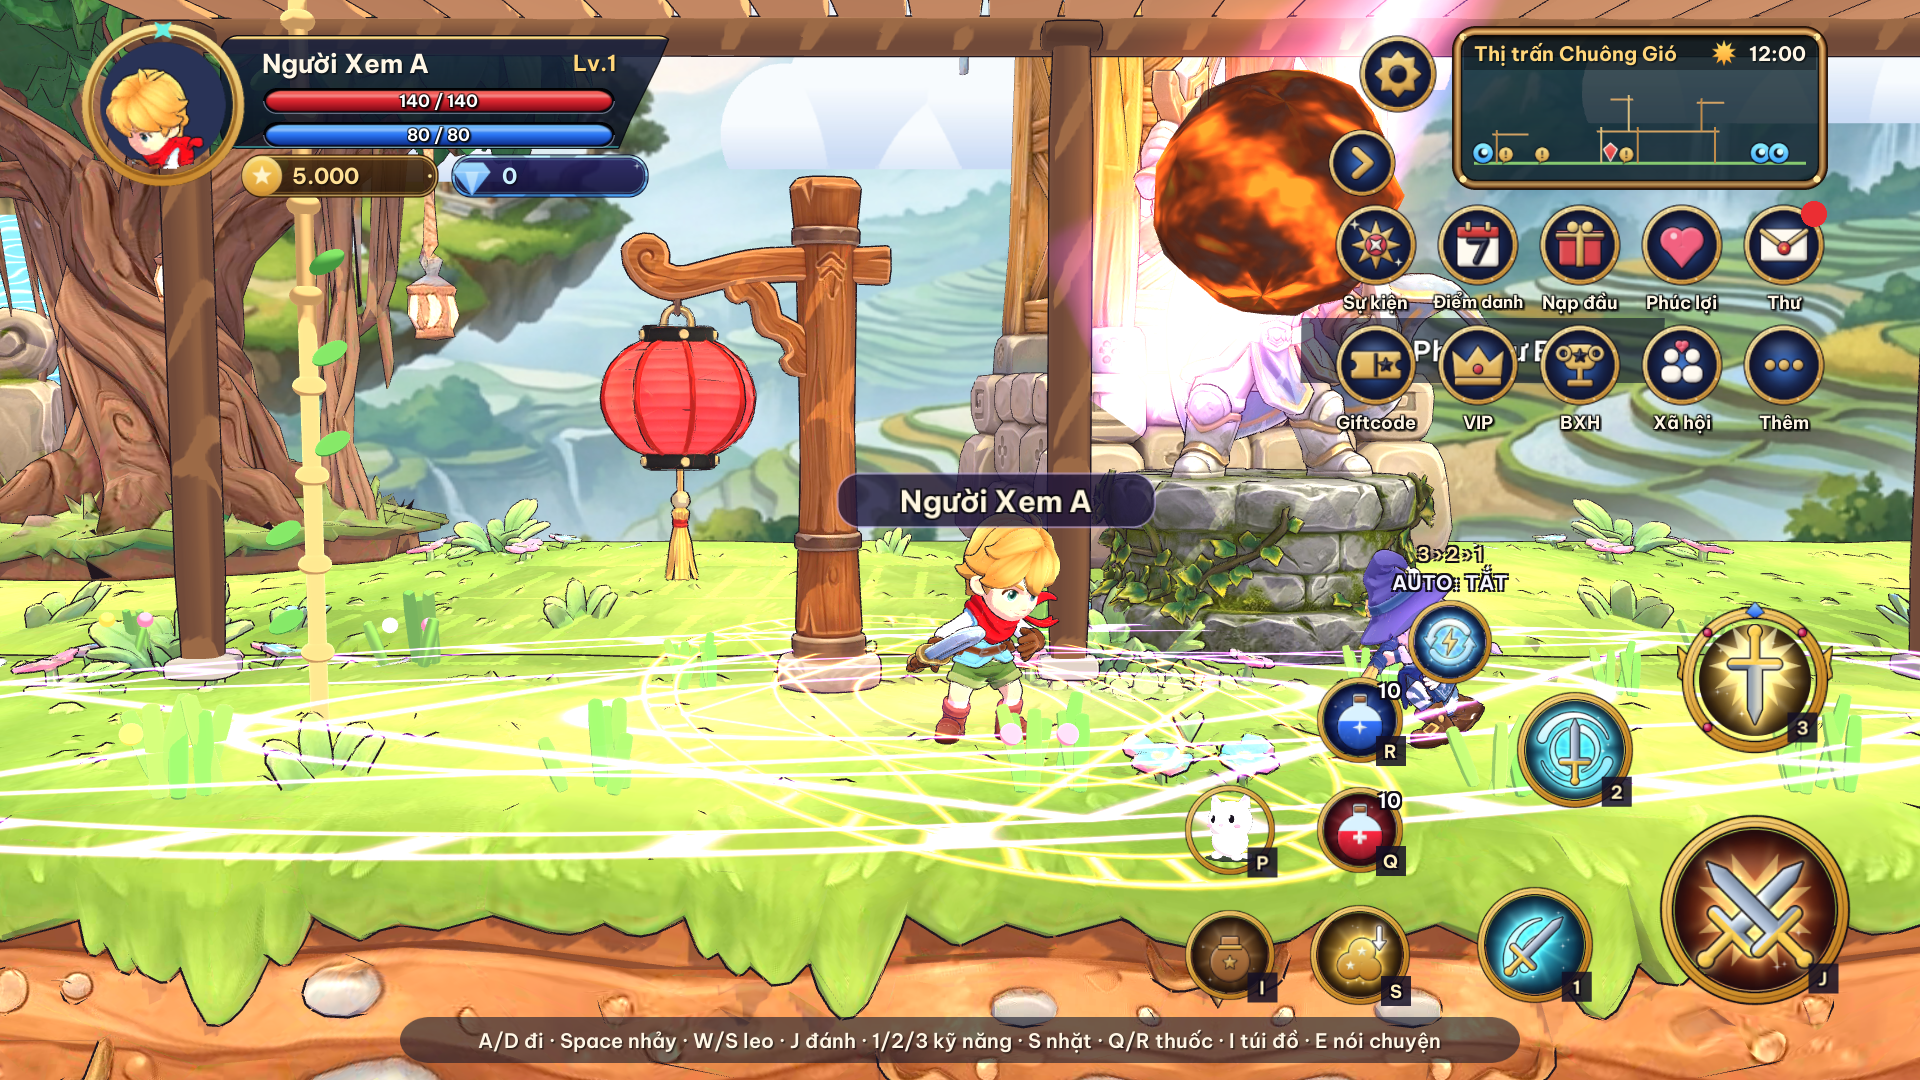 Người Xem A
Lv.1
140 / 140
80 / 80
5.000
0
Thị trấn Chuông Gió
12:00
7
Sự kiện
Điểm danh
Nạp đầu
Phúc lợi
Thư
Giftcode
VIP
BXH
Xã hội
Thêm
Người Xem A
3>2>1
AUTO: TẮT
10
R
3
2
10
Q
P
I
S
1
J
A/D đi · Space nhảy · W/S leo · J đánh · 1/2/3 kỹ năng · S nhặt · Q/R thuốc · I túi đồ · E nói chuyện